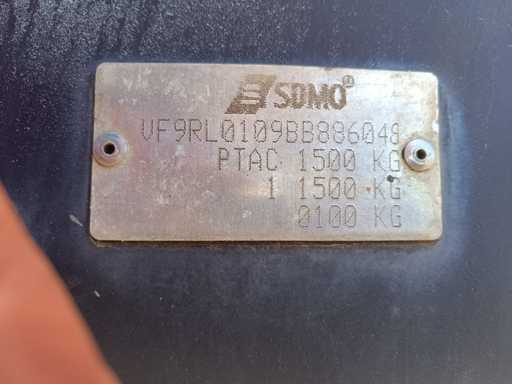 SDMO®
VF9RL0109BB886048
PTAC 1500 KG
1 1500 KG
0100 KG